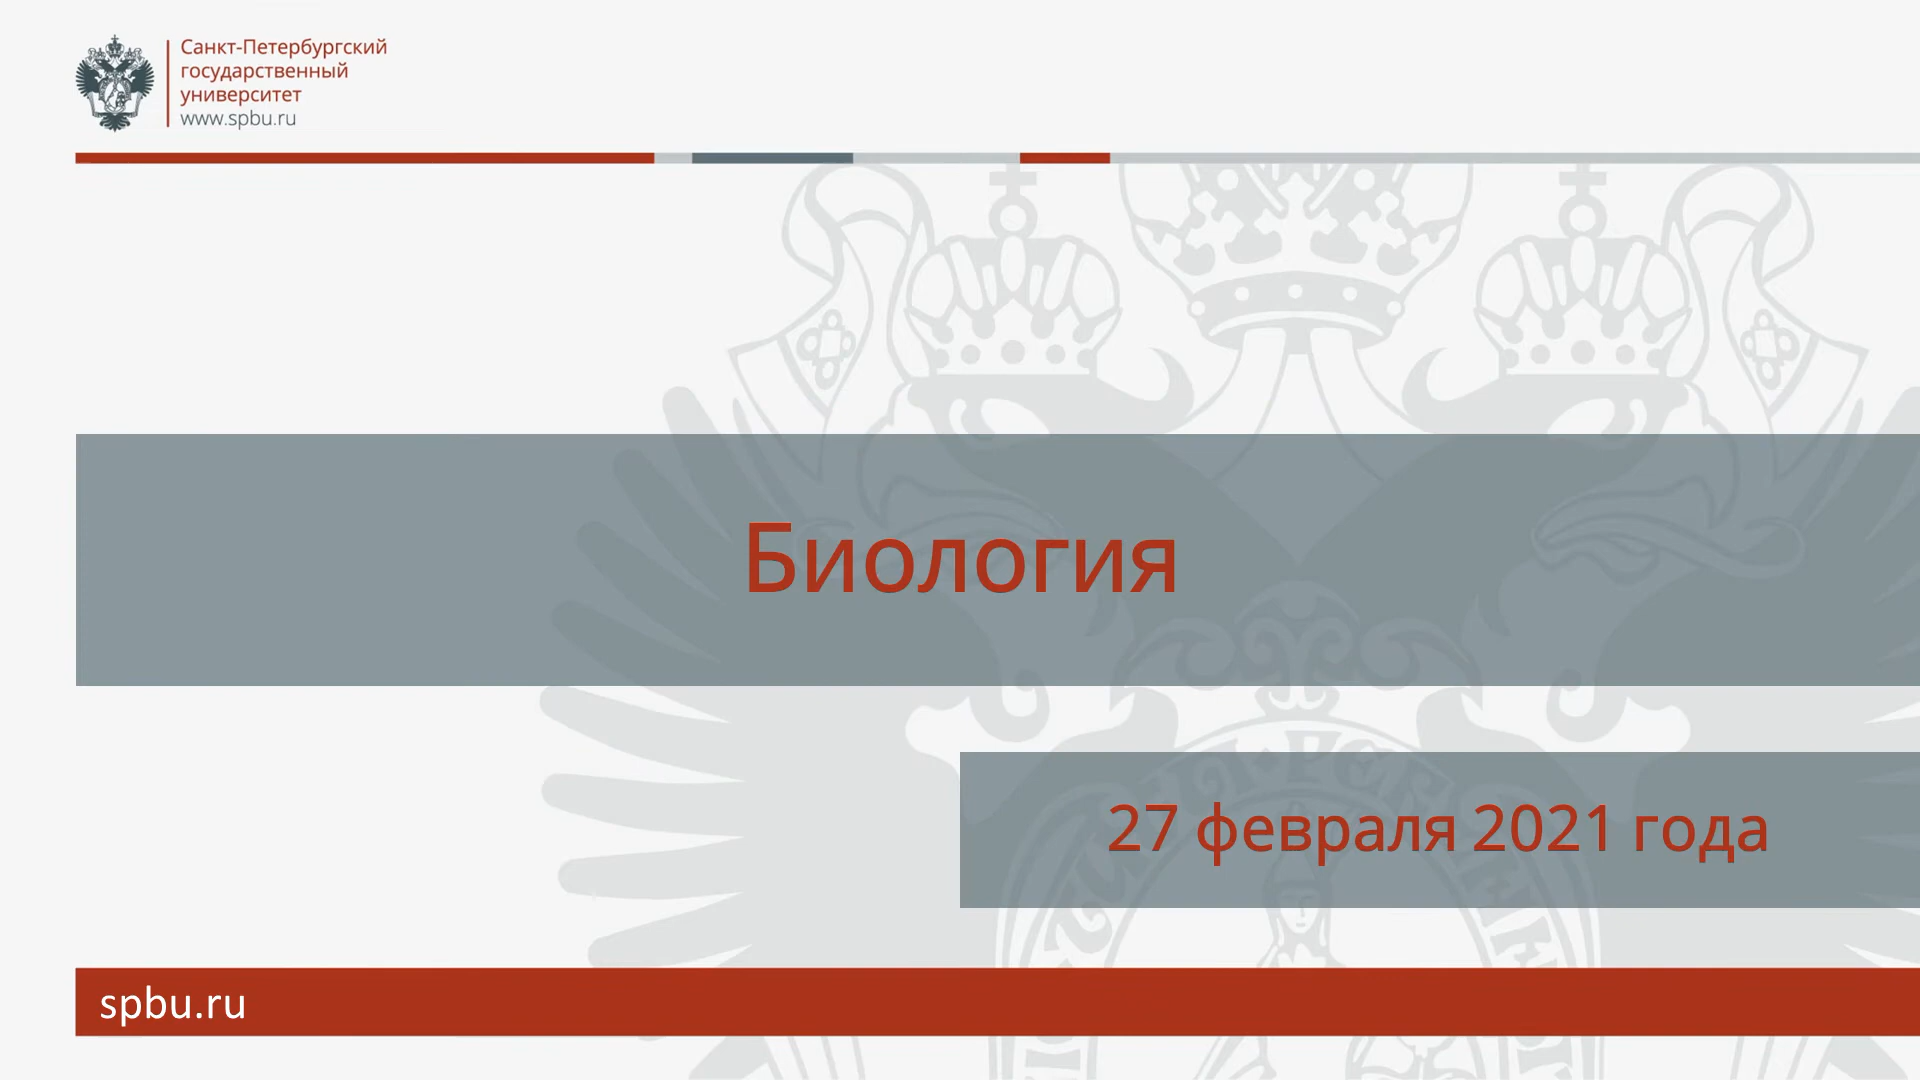 Санкт-Петербургский
государственный
университет
www.spbu.ru
Биология
27 февраля 2021 года
spbu.ru